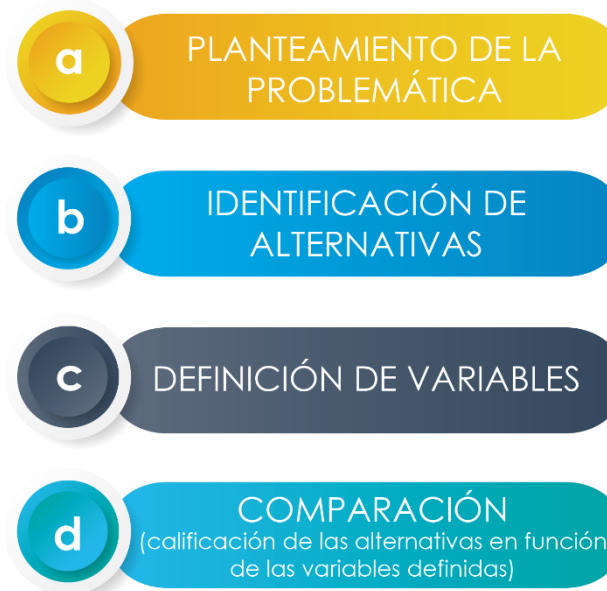 a
PLANTEAMIENTO DE LA
PROBLEMÁTICA
b
IDENTIFICACIÓN DE
ALTERNATIVAS
c
DEFINICIÓN DE VARIABLES
d
COMPARACIÓN
(calificación de las alternativas en función
de las variables definidas)